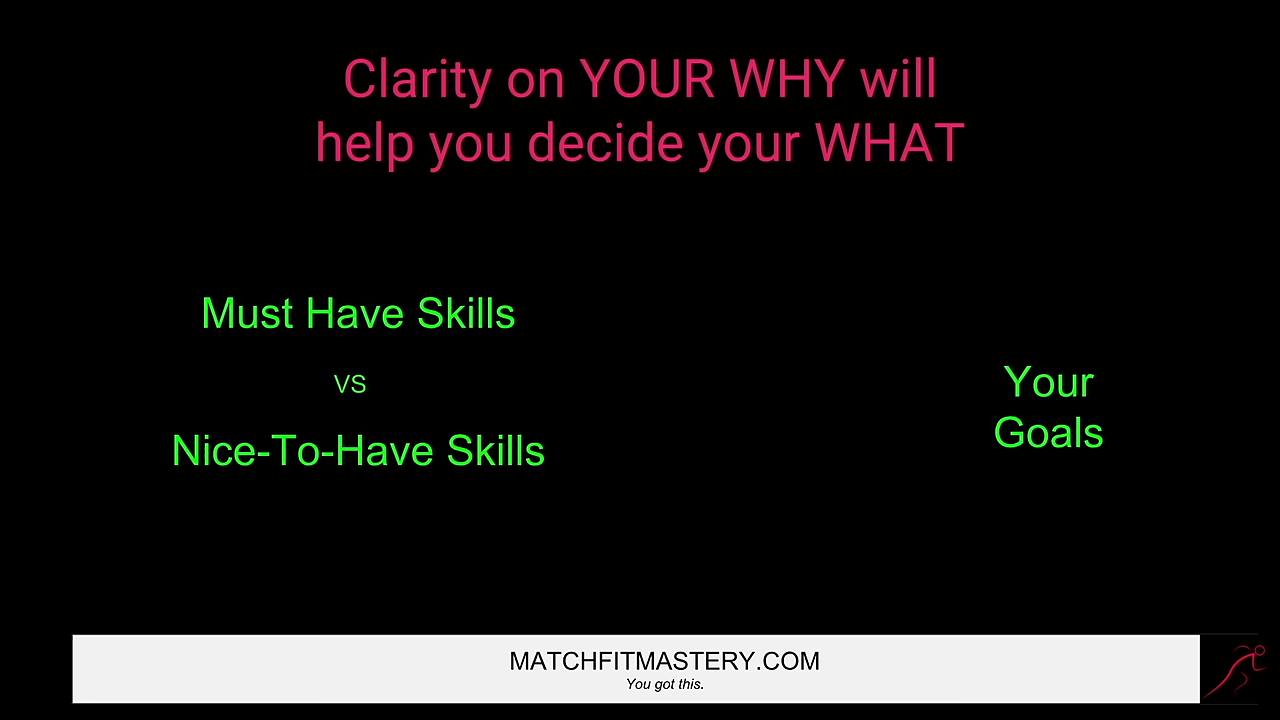 Clarity on YOUR WHY will
help you decide your WHAT
Must Have Skills
VS
Nice-To-Have Skills
Your
Goals
MATCHFITMASTERY.COM
You got this.